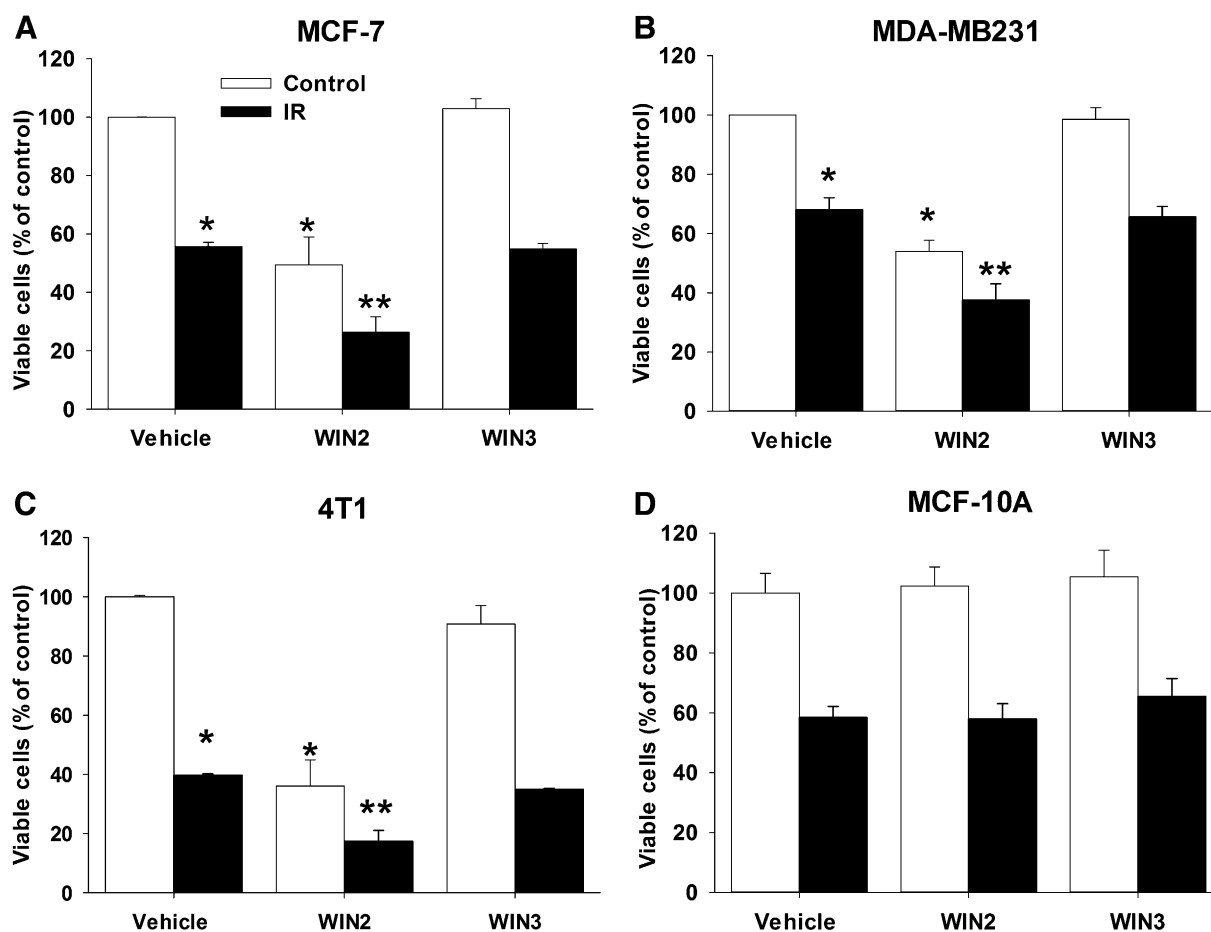 A
MCF-7
Viable cells (% of control)
120
100
80
60
40
20
0
Control
IR
*
*
**
Vehicle
WIN2
WIN3
B
MDA-MB231
Viable cells (% of control)
120
100
80
60
40
20
0
*
*
**
Vehicle
WIN2
WIN3
C
4T1
Viable cells (% of control)
120
100
80
60
40
20
0
*
*
**
Vehicle
WIN2
WIN3
D
MCF-10A
Viable cells (% of control)
120
100
80
60
40
20
0
Vehicle
WIN2
WIN3